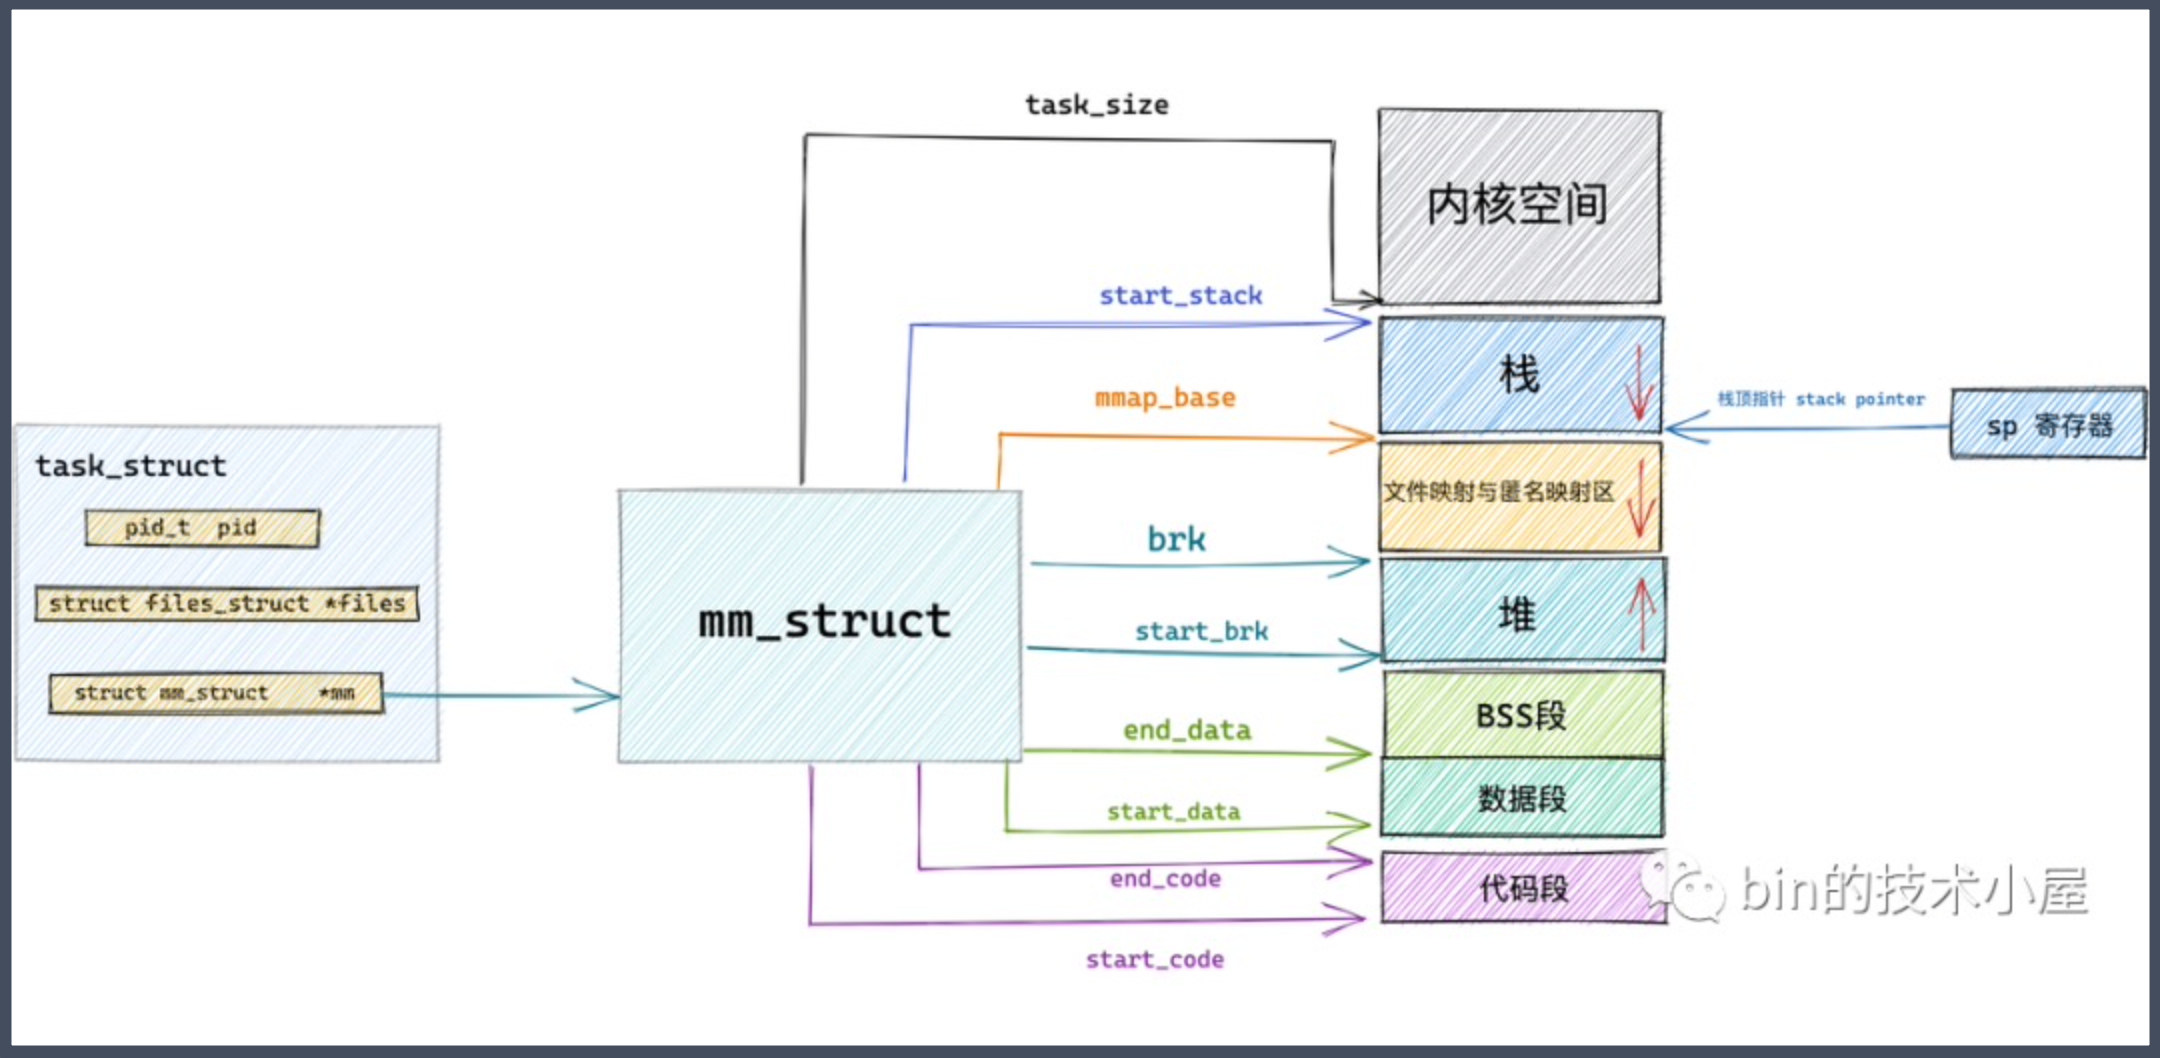 task_size
内核空间
start_stack
栈
mmap_base
栈顶指针 stack pointer
sp 寄存器
task_struct
pid_t pid
struct files_struct *files
struct mm_struct *mm
mm_struct
文件映射与匿名映射区
brk
堆
start_brk
BSS段
end_data
数据段
start_data
代码段
end_code
start_code
bin的技术小屋